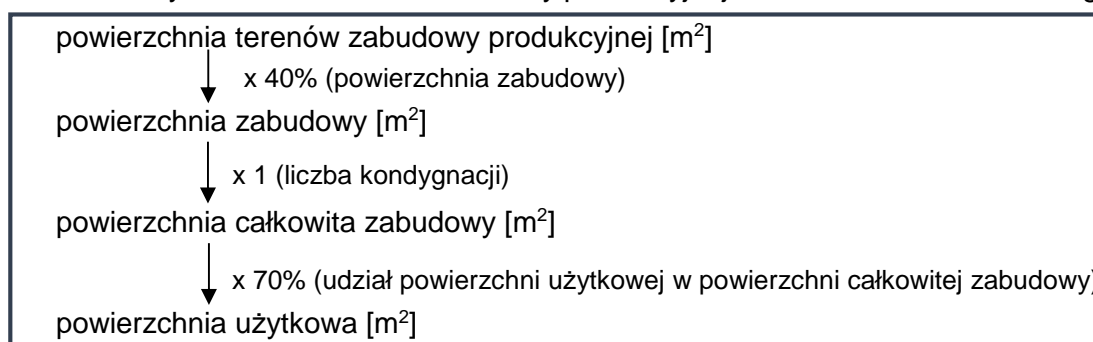 powierzchnia terenów zabudowy produkcyjnej [m²]
x 40% (powierzchnia zabudowy)
powierzchnia zabudowy [m²]
x 1 (liczba kondygnacji)
powierzchnia całkowita zabudowy [m²]
x 70% (udział powierzchni użytkowej w powierzchni całkowitej zabudowy)
powierzchnia użytkowa [m²]